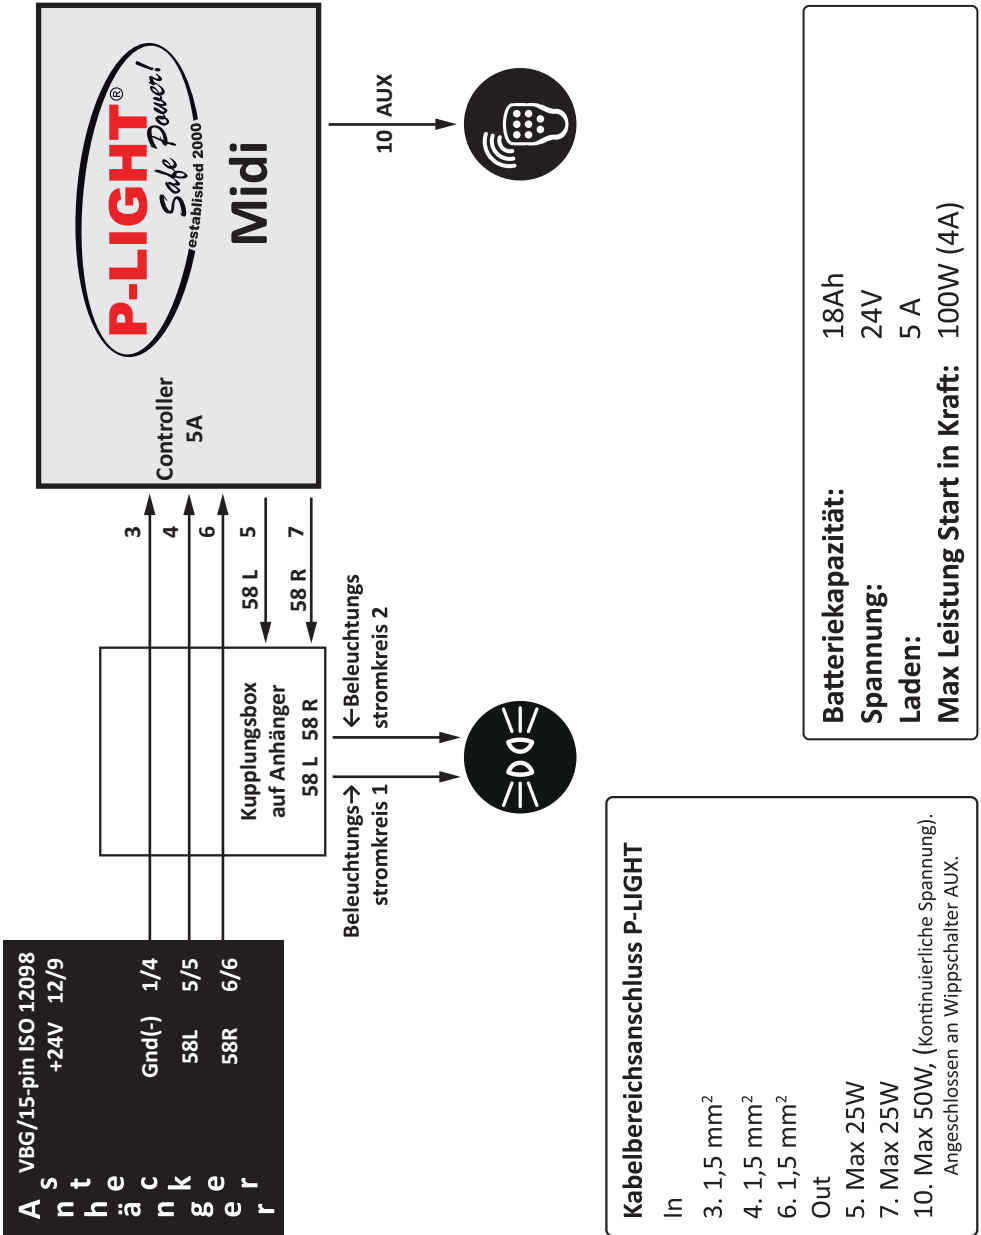 Anhänger
stecker
VBG/15-pin ISO 12098
+24V 12/9
Gnd(-) 1/4
58L 5/5
58R 6/6
Kupplungsbox
auf Anhänger
58 L 58 R
3
4
6
58 L 5
58 R 7
Controller
5A
P-LIGHT®
Safe Power!
established 2000
Midi
Beleuchtungs→
stromkreis 1
←Beleuchtungs
stromkreis 2
10 AUX
Kabelbereichsanschluss P-LIGHT
In
3. 1,5 mm²
4. 1,5 mm²
6. 1,5 mm²
Out
5. Max 25W
7. Max 25W
10. Max 50W, (Kontinuierliche Spannung).
Angeschlossen an Wippschalter AUX.
Batteriekapazität: 18Ah
Spannung: 24V
Laden: 5 A
Max Leistung Start in Kraft: 100W (4A)